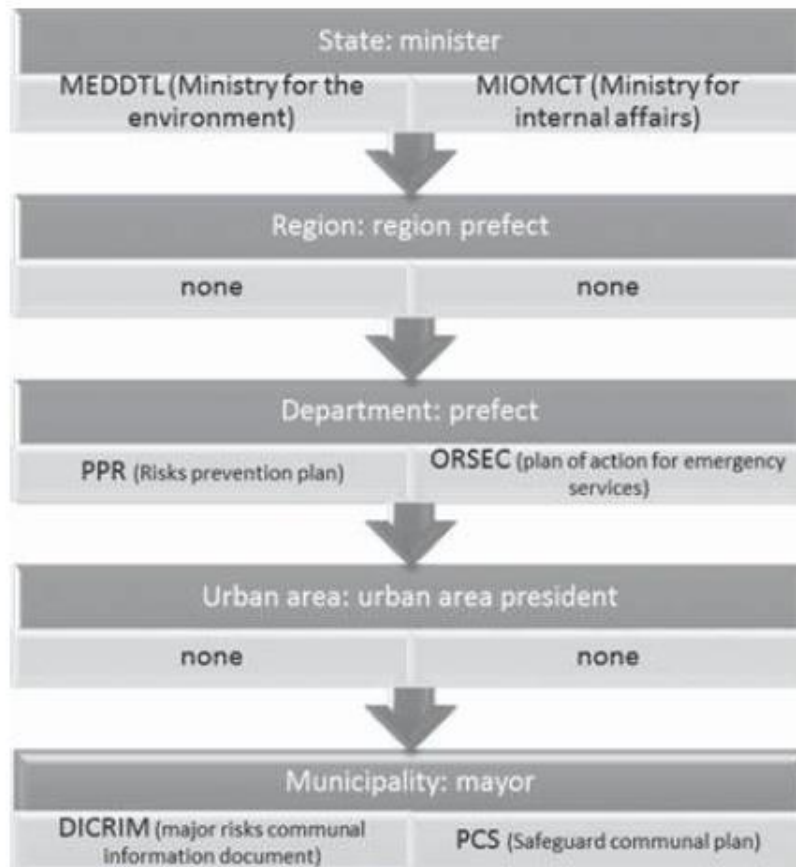 State: minister
MEDDTL (Ministry for the
environment)
MIOMCT (Ministry for
internal affairs)
Region: region prefect
none
none
Department: prefect
PPR (Risks prevention plan)
ORSEC (plan of action for emergency
services)
Urban area: urban area president
none
none
Municipality: mayor
DICRIM (major risks communal
information document)
PCS (Safeguard communal plan)